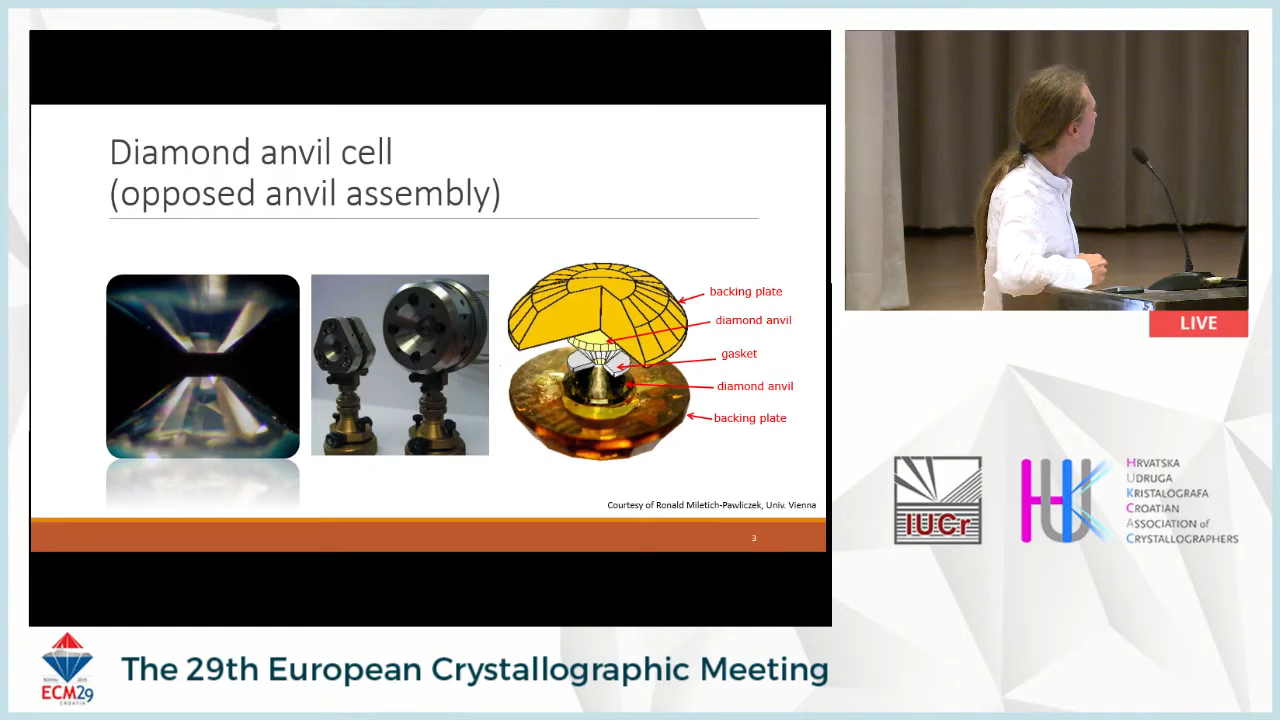 Diamond anvil cell
(opposed anvil assembly)
backing plate
diamond anvil
gasket
diamond anvil
backing plate
Courtesy of Ronald Miletich-Pawliczek, Univ. Vienna
3
LIVE
IUCr
HRVATSKA
UDRUGA
KRISTALOGRAFA
CROATIAN
ASSOCIATION of
CRYSTALLOGRAPHERS
ECM29
CROATIA
The 29th European Crystallographic Meeting